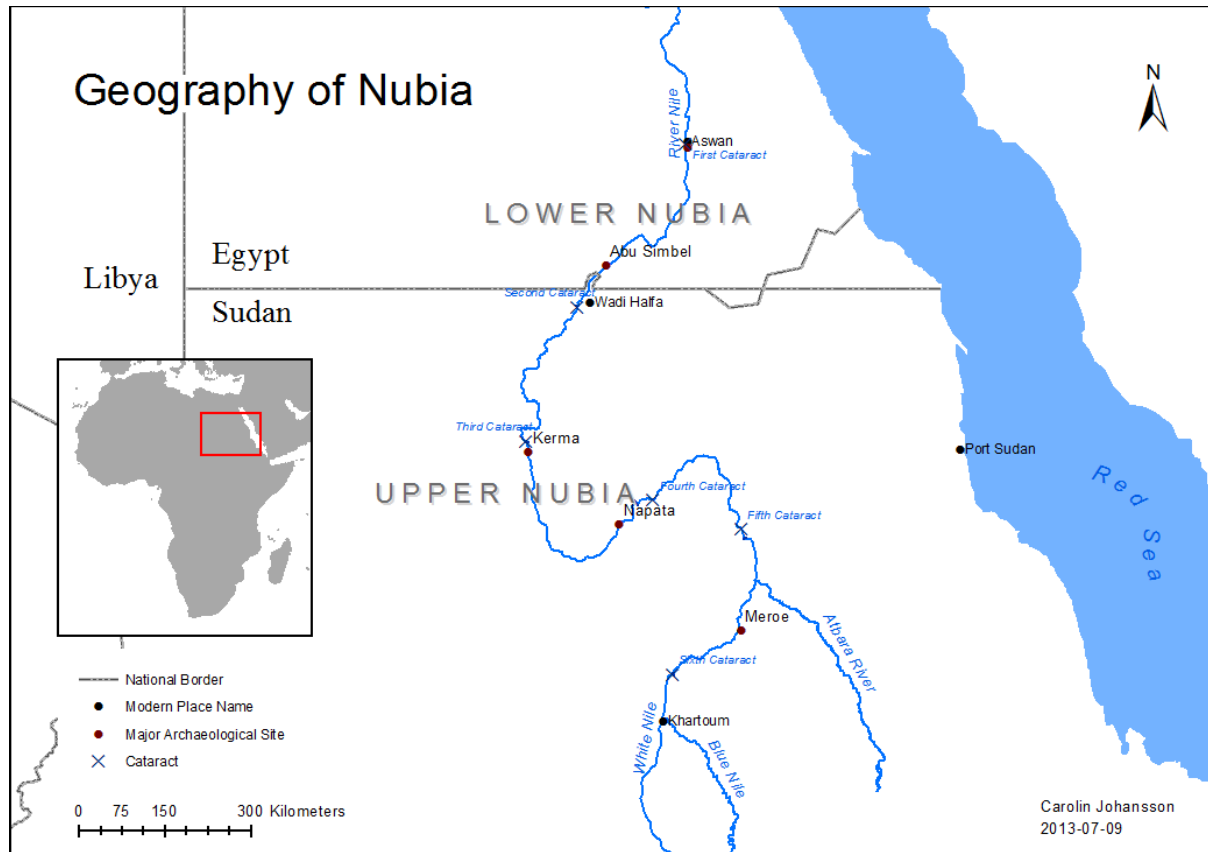 Geography of Nubia
N
River Nile
Aswan
First Cataract
LOWER NUBIA
Abu Simbel
Libya
Egypt
Sudan
Second Cataract
Wadi Halfa
Third Cataract
Kerma
Port Sudan
UPPER NUBIA
Fourth Cataract
Napata
Fifth Cataract
Red Sea
Meroe
Atbara River
Sixth Cataract
Khartoum
White Nile
Blue Nile
National Border
Modern Place Name
Major Archaeological Site
Cataract
0 75 150 300 Kilometers
Carolin Johansson
2013-07-09